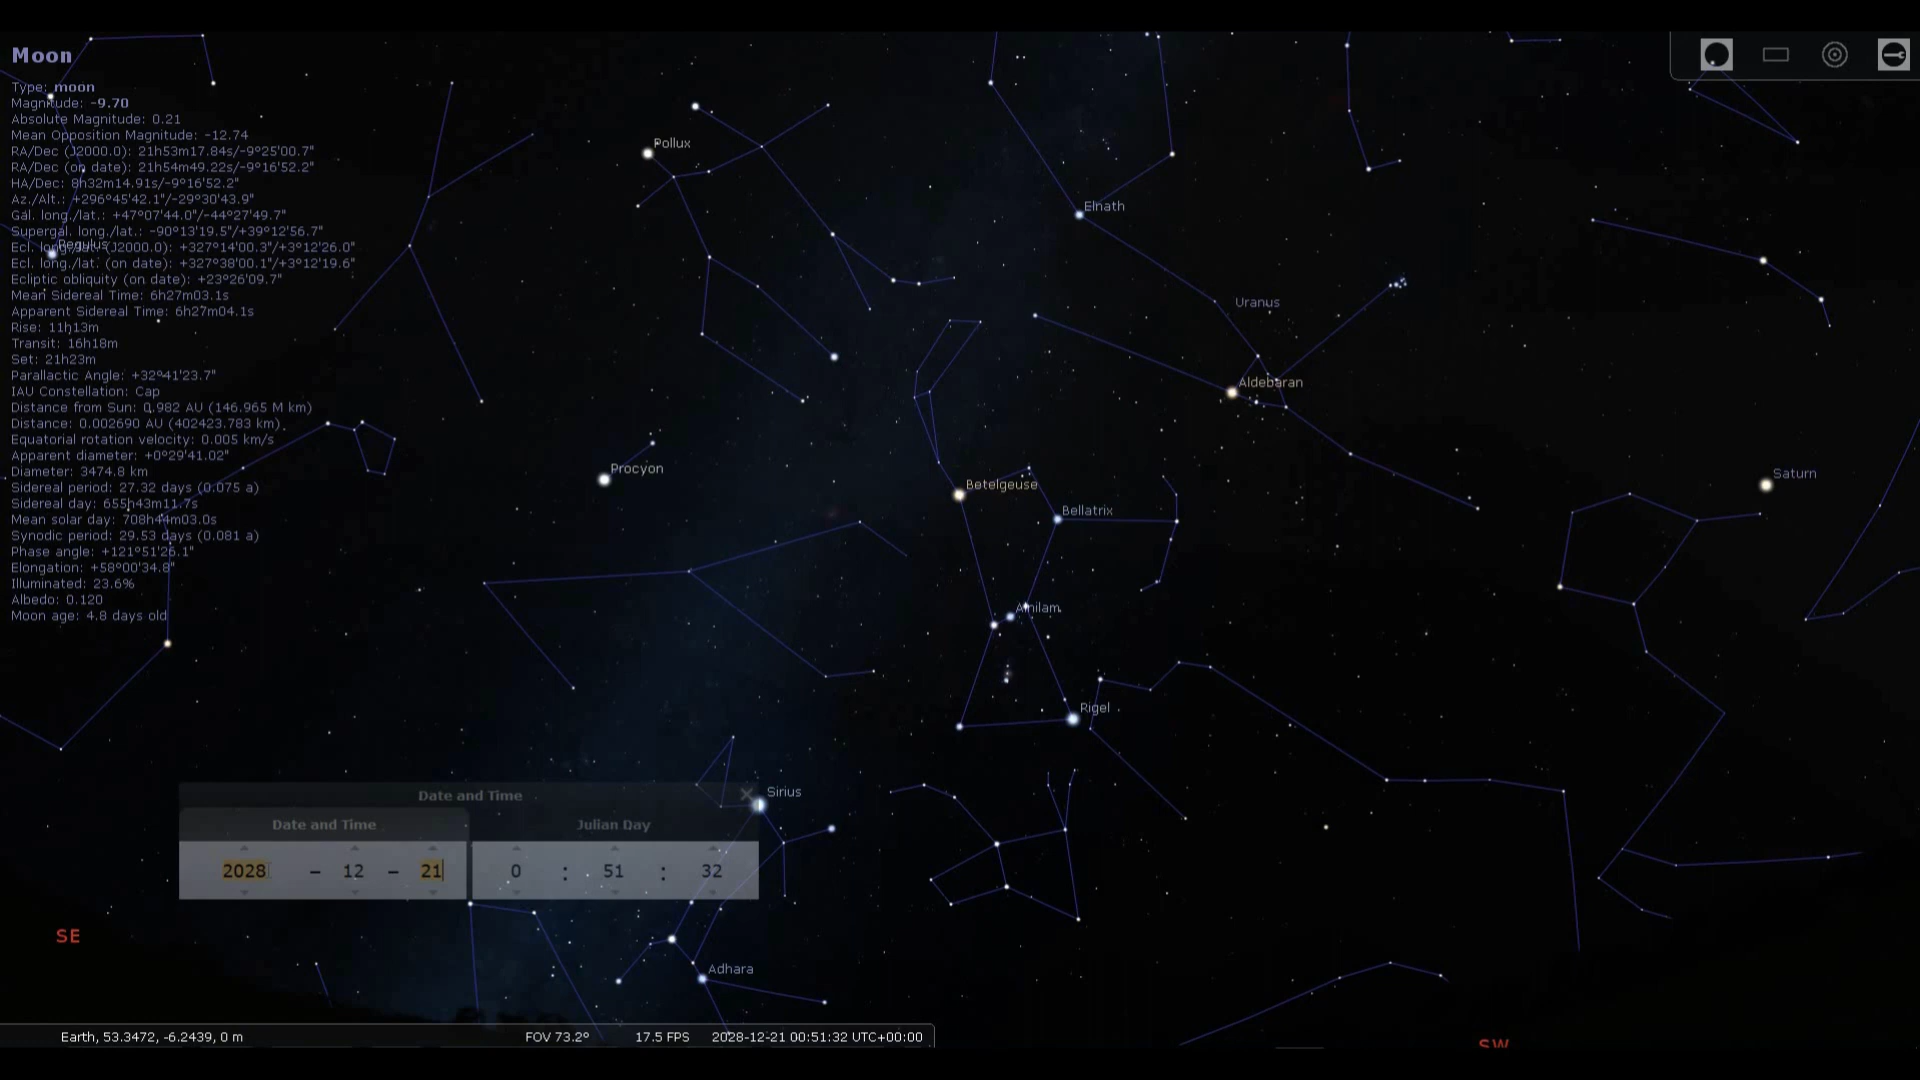 Moon
Type: moon
Magnitude: -9.70
Absolute Magnitude: 0.21
Mean Opposition Magnitude: -12.74
RA/Dec (J2000.0): 21h53m17.84s/-9°25'00.7"
RA/Dec (on date): 21h54m49.22s/-9°16'52.2"
HA/Dec: 8h32m14.91s/-9°16'52.2"
Az./Alt.: +296°45'42.1"/-29°30'43.9"
Gal. long./lat.: +47°07'44.0"/-44°27'49.7"
Supergal. long./lat.: -90°13'19.5"/+39°12'56.7"
Ecl. long./lat. (J2000.0): +327°14'00.3"/+3°12'26.0"
Ecl. long./lat. (on date): +327°38'00.1"/+3°12'19.6"
Ecliptic obliquity (on date): +23°26'09.7"
Mean Sidereal Time: 6h27m03.1s
Apparent Sidereal Time: 6h27m04.1s
Rise: 11h13m
Transit: 16h18m
Set: 21h23m
Parallactic Angle: +32°41'23.7"
IAU Constellation: Cap
Distance from Sun: 0.982 AU (146.965 M km)
Distance: 0.002690 AU (402423.783 km)
Equatorial rotation velocity: 0.005 km/s
Apparent diameter: +0°29'41.02"
Diameter: 3474.8 km
Sidereal period: 27.32 days (0.075 a)
Sidereal day: 655h43m11.7s
Mean solar day: 708h44m03.0s
Synodic period: 29.53 days (0.081 a)
Phase angle: +121°51'26.1"
Elongation: +58°00'34.8"
Illuminated: 23.6%
Albedo: 0.120
Moon age: 4.8 days old
Regulus
Pollux
Elnath
Uranus
Aldebaran
Procyon
Betelgeuse
Saturn
Bellatrix
Alnilam
Rigel
Sirius
Date and Time
Date and Time
Julian Day
2028 - 12 - 21
0 : 51 : 32
SE
Adhara
Earth, 53.3472, -6.2439, 0 m
FOV 73.2°
17.5 FPS
2028-12-21 00:51:32 UTC+00:00
SW